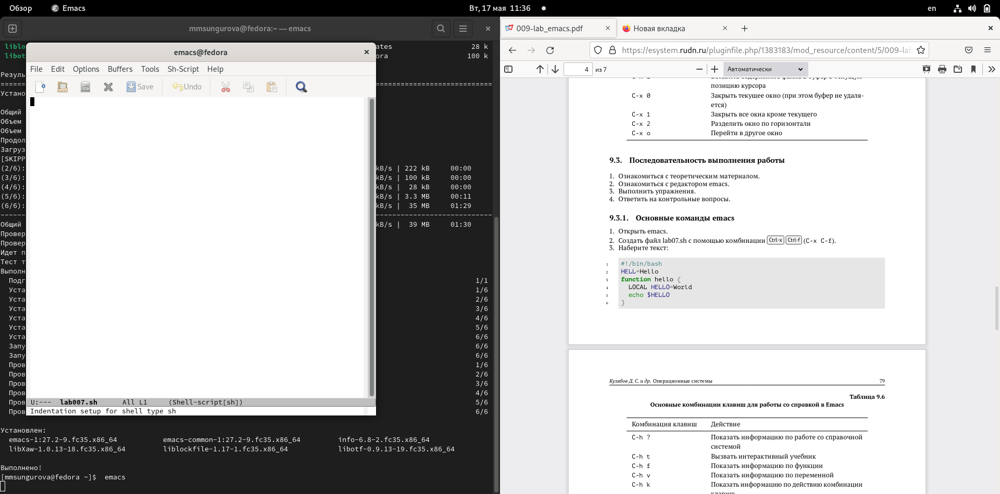 Обзор
Emacs
Вт, 17 мая 11:36
en
mmsungurova@fedora:~ — emacs
liblo
libot
ates 28 k
ora 100 k
Резуль
Устано
Общий
Объем
Объем
Продол
Загруз
[SKIPP
(2/6): kB/s | 222 kB 00:00
(3/6): kB/s | 100 kB 00:00
(4/6): kB/s | 28 kB 00:00
(5/6): kB/s | 3.3 MB 00:11
(6/6): kB/s | 35 MB 01:29
Общий kB/s | 39 MB 01:30
Провер
Провер
Идет п
Тест т
Выполн
Подг 1/1
Уста 1/6
Уста 2/6
Уста 3/6
Уста 4/6
Уста 5/6
Уста 6/6
Запу 6/6
Запу 6/6
Пров 1/6
Пров 2/6
Пров 3/6
Пров 4/6
Пров 5/6
Пров 6/6
Установлен:
emacs-1:27.2-9.fc35.x86_64 emacs-common-1:27.2-9.fc35.x86_64 info-6.8-2.fc35.x86_64
libXaw-1.0.13-18.fc35.x86_64 liblockfile-1.17-1.fc35.x86_64 libotf-0.9.13-19.fc35.x86_64
Выполнено!
[mmsungurova@fedora ~]$ emacs
emacs@fedora
File Edit Options Buffers Tools Sh-Script Help
Save Undo
U:--- lab007.sh All L1 (Shell-script[sh])
Indentation setup for shell type sh
009-lab_emacs.pdf
Новая вкладка
https://esystem.rudn.ru/pluginfile.php/1383183/mod_resource/content/5/009-lab
4 из 7
Автоматически
позицию курсора
C-x 0 Закрыть текущее окно (при этом буфер не удаля-
ется)
C-x 1 Закрыть все окна кроме текущего
C-x 2 Разделить окно по горизонтали
C-x o Перейти в другое окно
9.3. Последовательность выполнения работы
1. Ознакомиться с теоретическим материалом.
2. Ознакомиться с редактором emacs.
3. Выполнить упражнения.
4. Ответить на контрольные вопросы.
9.3.1. Основные команды emacs
1. Открыть emacs.
2. Создать файл lab07.sh с помощью комбинации Ctrl-x Ctrl-f (C-x C-f).
3. Наберите текст:
1 #!/bin/bash
2 HELL=Hello
3 function hello {
4 LOCAL HELLO=World
5 echo $HELLO
6 }
Кулябов Д. С. и др. Операционные системы 79
Таблица 9.6
Основные комбинации клавиш для работы со справкой в Emacs
Комбинация клавиш Действие
C-h ? Показать информацию по работе со справочной
системой
C-h t Вызвать интерактивный учебник
C-h f Показать информацию по функции
C-h v Показать информацию по переменной
C-h k Показать информацию по действию комбинации